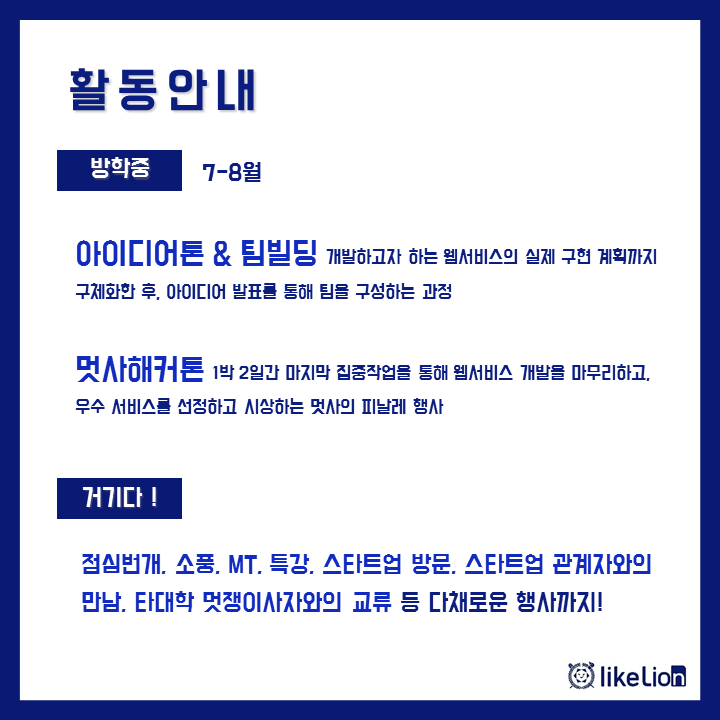 활동안내
방학중 7-8월
아이디어톤 & 팀빌딩 개발하고자 하는 웹서비스의 실제 구현 계획까지
구체화한 후, 아이디어 발표를 통해 팀을 구성하는 과정
멋사해커톤 1박 2일간 마지막 집중작업을 통해 웹서비스 개발을 마무리하고,
우수 서비스를 선정하고 시상하는 멋사의 피날레 행사
거기다 !
점심번개, 소풍, MT, 특강, 스타트업 방문, 스타트업 관계자와의
만남, 타대학 멋쟁이사자와의 교류 등 다채로운 행사까지!
likeLion